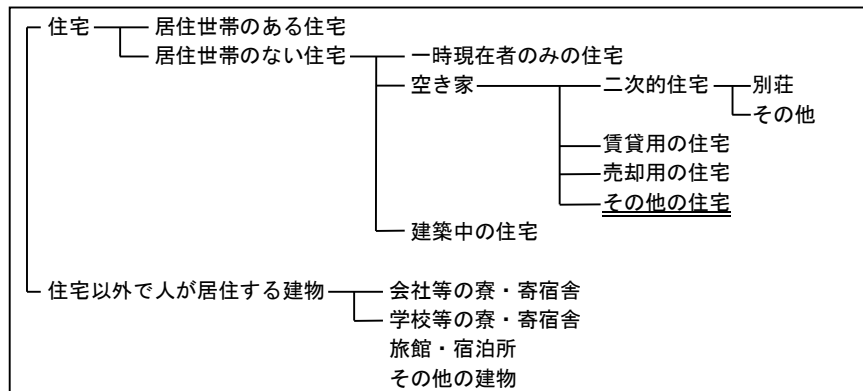 住宅 居住世帯のある住宅
居住世帯のない住宅 一時現在者のみの住宅
空き家 二次的住宅 別荘
その他
賃貸用の住宅
売却用の住宅
その他の住宅
建築中の住宅
住宅以外で人が居住する建物 会社等の寮・寄宿舎
学校等の寮・寄宿舎
旅館・宿泊所
その他の建物